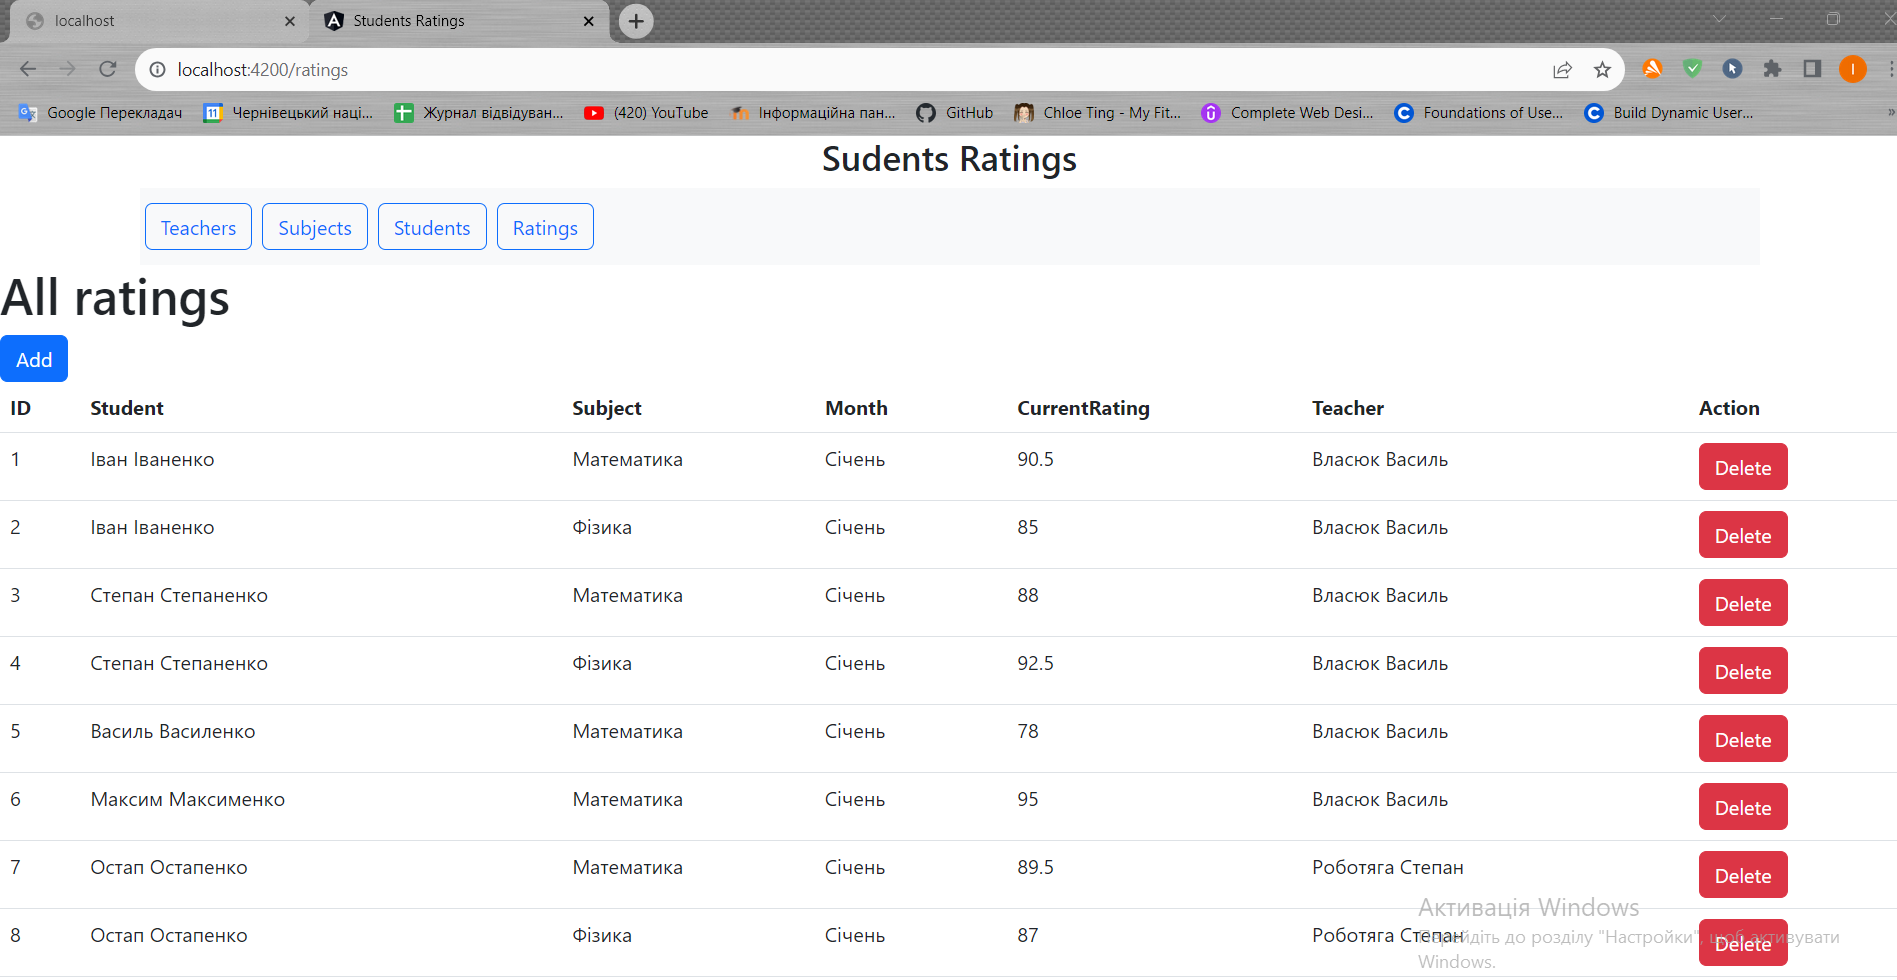 localhost
Students Ratings
localhost:4200/ratings
Google Перекладач Чернівецький наці... Журнал відвідуван... (420) YouTube Інформаційна пан... GitHub Chloe Ting - My Fit... Complete Web Desi... Foundations of Use... Build Dynamic User... »
Sudents Ratings
Teachers Subjects Students Ratings
All ratings
Add
ID Student Subject Month CurrentRating Teacher Action
1 Іван Іваненко Математика Січень 90.5 Власюк Василь Delete
2 Іван Іваненко Фізика Січень 85 Власюк Василь Delete
3 Степан Степаненко Математика Січень 88 Власюк Василь Delete
4 Степан Степаненко Фізика Січень 92.5 Власюк Василь Delete
5 Василь Василенко Математика Січень 78 Власюк Василь Delete
6 Максим Максименко Математика Січень 95 Власюк Василь Delete
7 Остап Остапенко Математика Січень 89.5 Роботяга Степан Delete
8 Остап Остапенко Фізика Січень 87 Роботяга Степан Delete
Активація Windows
Перейдіть до розділу "Настройки", щоб активувати
Windows.